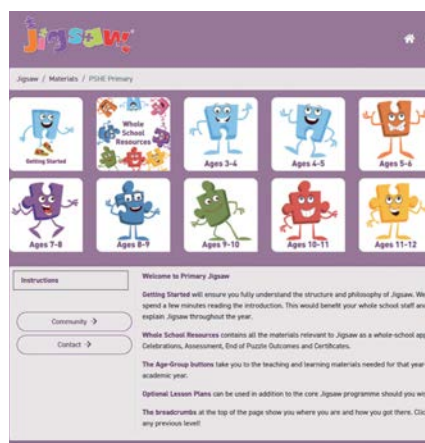 Jigsaw
Jigsaw / Materials / PSHE Primary
Getting Started
Whole
School
Resources
Ages 3-4
Ages 4-5
Ages 5-6
Ages 7-8
Ages 8-9
Ages 9-10
Ages 10-11
Ages 11-12
Instructions
Community →
Contact →
Welcome to Primary Jigsaw
Getting Started will ensure you fully understand the structure and philosophy of Jigsaw. We
spend a few minutes reading the introduction. This would benefit your whole school staff and
explain Jigsaw throughout the year.
Whole School Resources contains all the materials relevant to Jigsaw as a whole-school app
Celebrations, Assessment, End of Puzzle Outcomes and Certificates.
The Age-Group buttons take you to the teaching and learning materials needed for that year
academic year.
Optional Lesson Plans can be used in addition to the core Jigsaw programme should you wis
The breadcrumbs at the top of the page show you where you are and how you got there. Clic
any previous level!